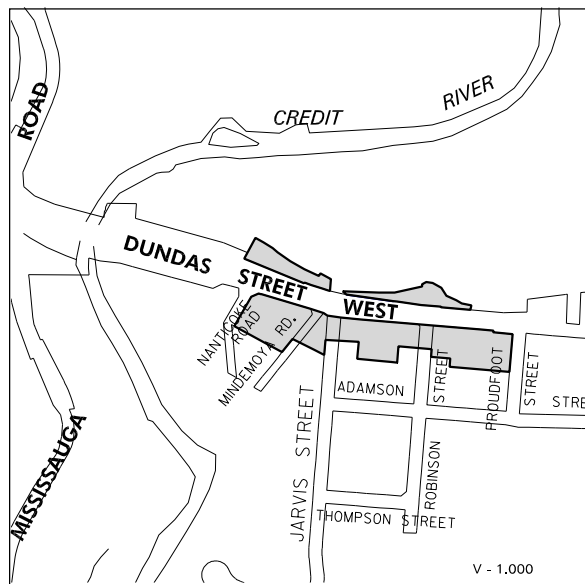 ROAD
CREDIT
RIVER
DUNDAS STREET WEST
NANTICOKE
ROAD
MINDEMOYA RD.
ADAMSON
STREET
PROUDFOOT
STREET
STRE
MISSISSAUGA
JARVIS STREET
ROBINSON
THOMPSON STREET
V - 1.000